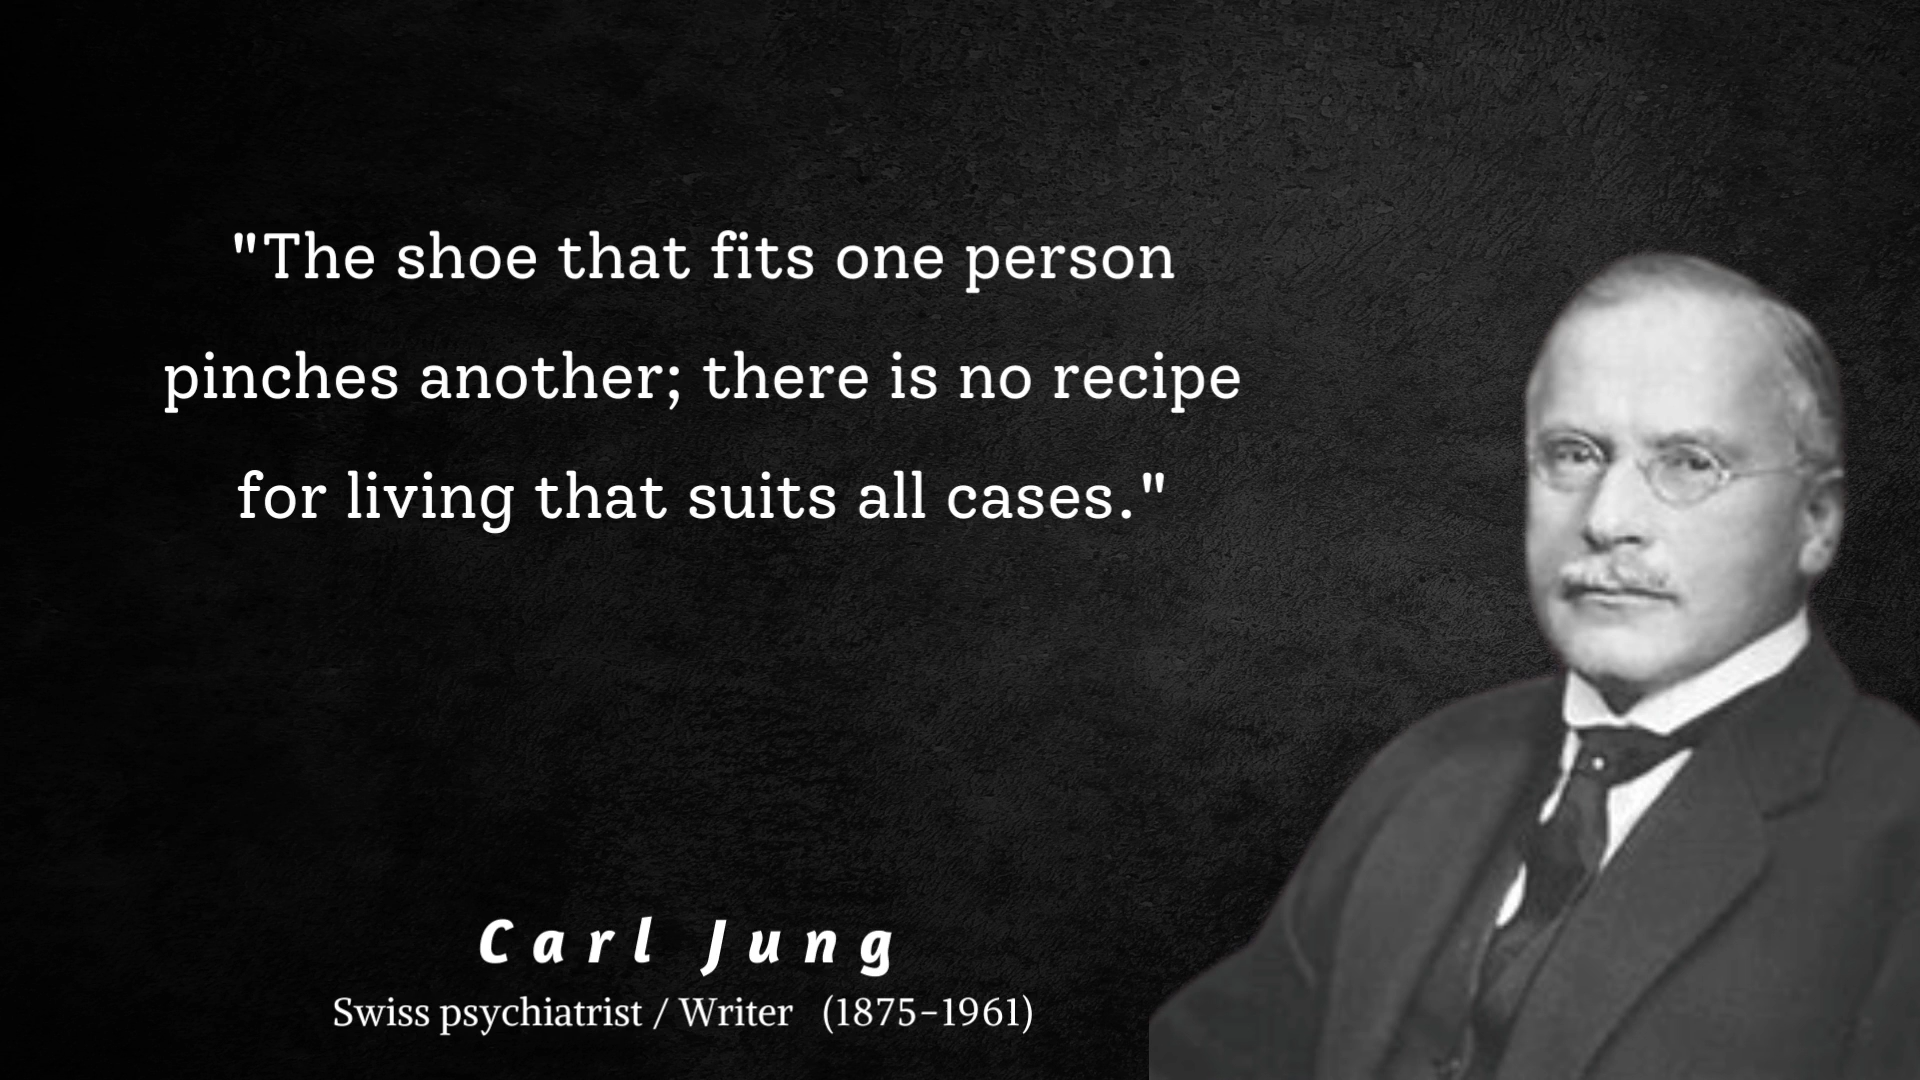 "The shoe that fits one person
pinches another; there is no recipe
for living that suits all cases."
Carl Jung
Swiss psychiatrist / Writer (1875-1961)